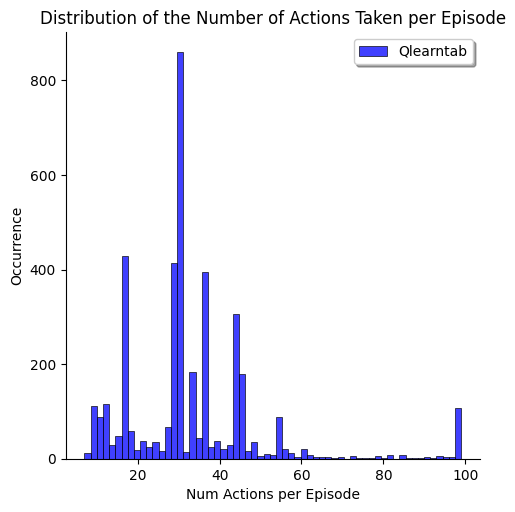 Distribution of the Number of Actions Taken per Episode
Qlearntab
800
600
400
200
0
Occurrence
20
40
60
80
100
Num Actions per Episode